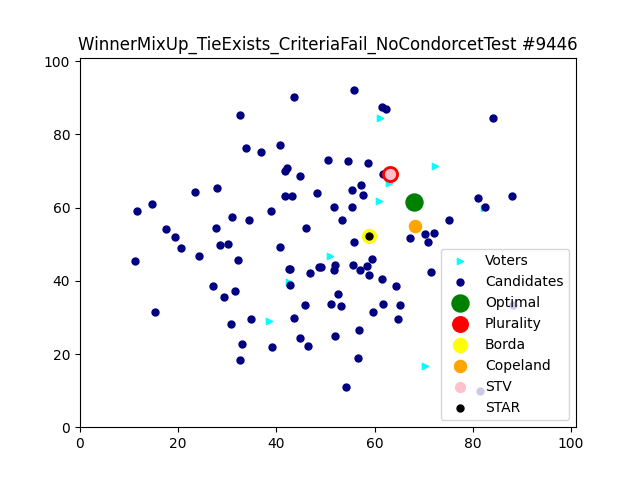 WinnerMixUp_TieExists_CriteriaFail_NoCondorcetTest #9446
100
80
60
40
20
0
0 20 40 60 80 100
Voters
Candidates
Optimal
Plurality
Borda
Copeland
STV
STAR